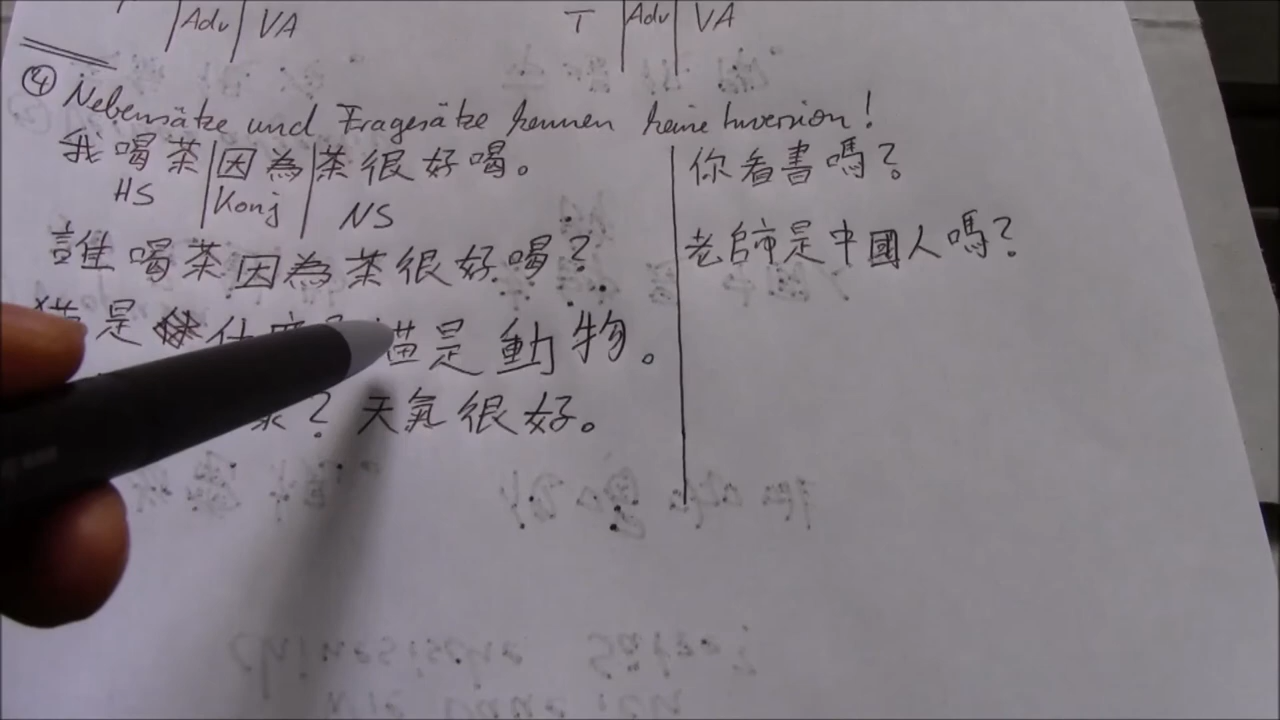 Adv VA T Adv VA
④ Nebensätze und Fragesätze kennen keine Inversion!
我喝茶 因為 茶很好喝。 你看書嗎？
HS Konj NS
誰喝茶因為茶很好喝？ 老師是中國人嗎？
是什 貓是動物。
？天氣很好。